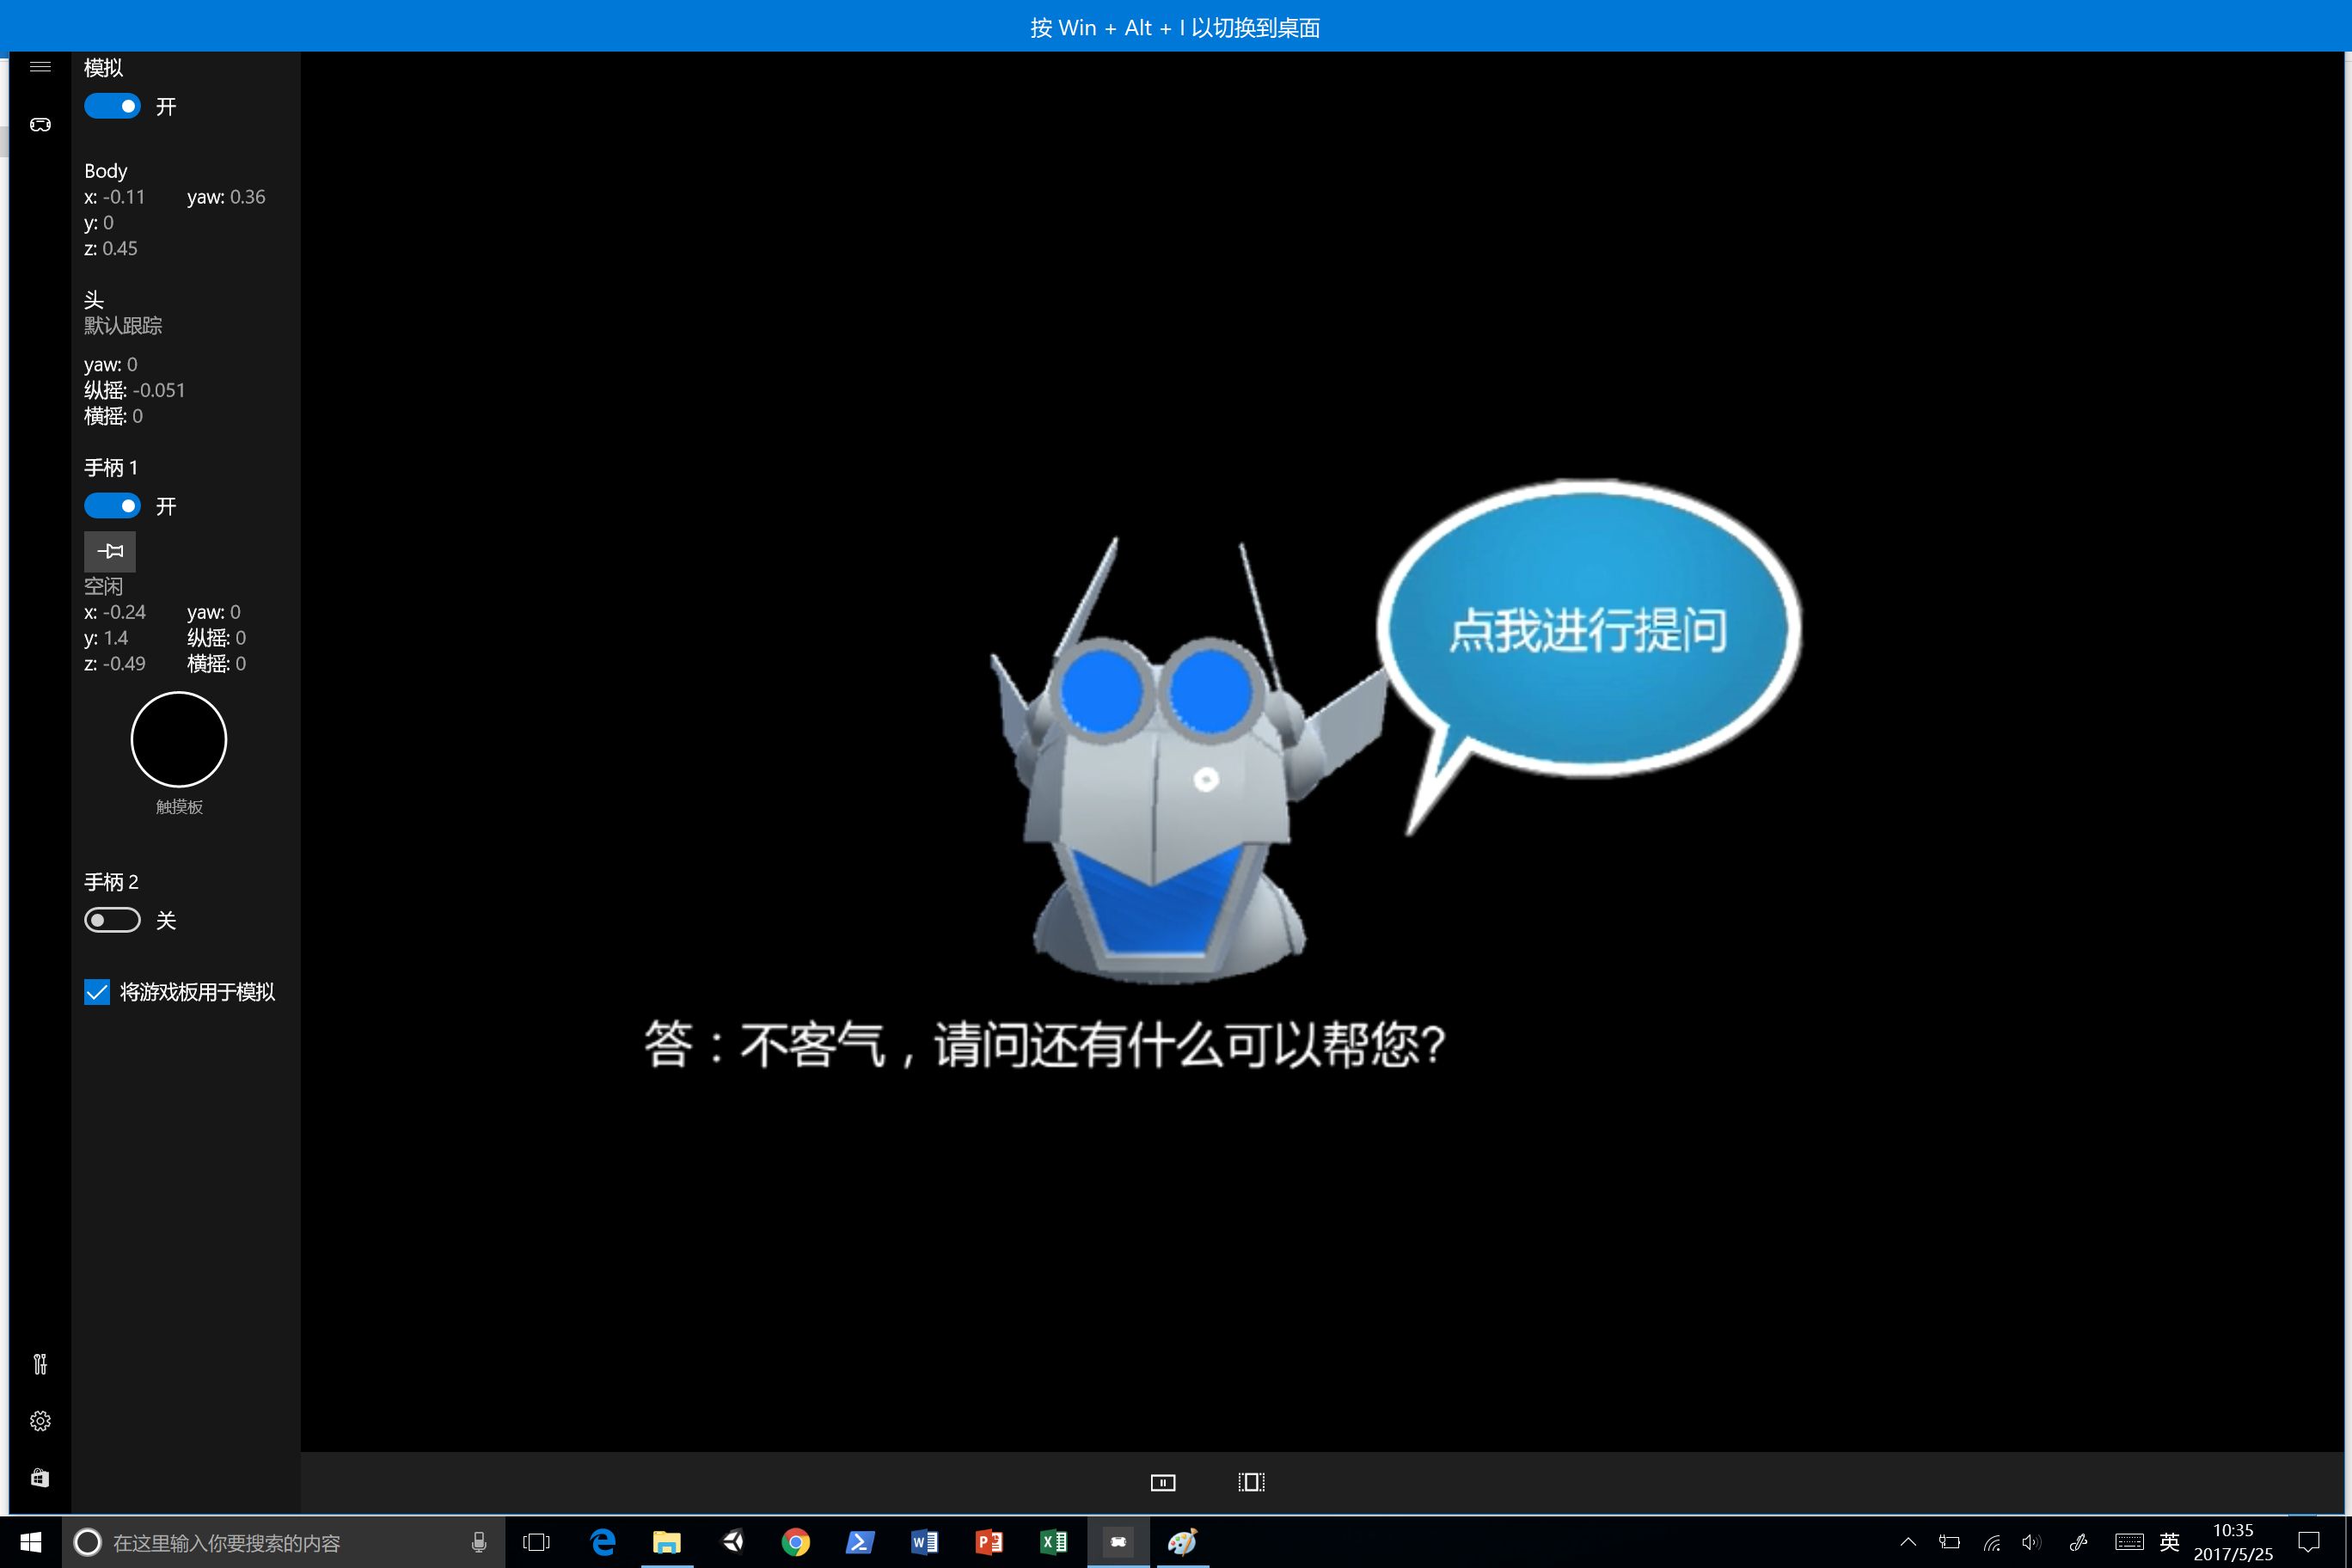 按 Win + Alt + I 以切换到桌面
模拟
开
Body
x: -0.11 yaw: 0.36
y: 0
z: 0.45
头
默认跟踪
yaw: 0
纵摇: -0.051
横摇: 0
手柄 1
开
空闲
x: -0.24 yaw: 0
y: 1.4 纵摇: 0
z: -0.49 横摇: 0
触摸板
手柄 2
关
将游戏板用于模拟
点我进行提问
答：不客气，请问还有什么可以帮您?
在这里输入你要搜索的内容
英
10:35
2017/5/25